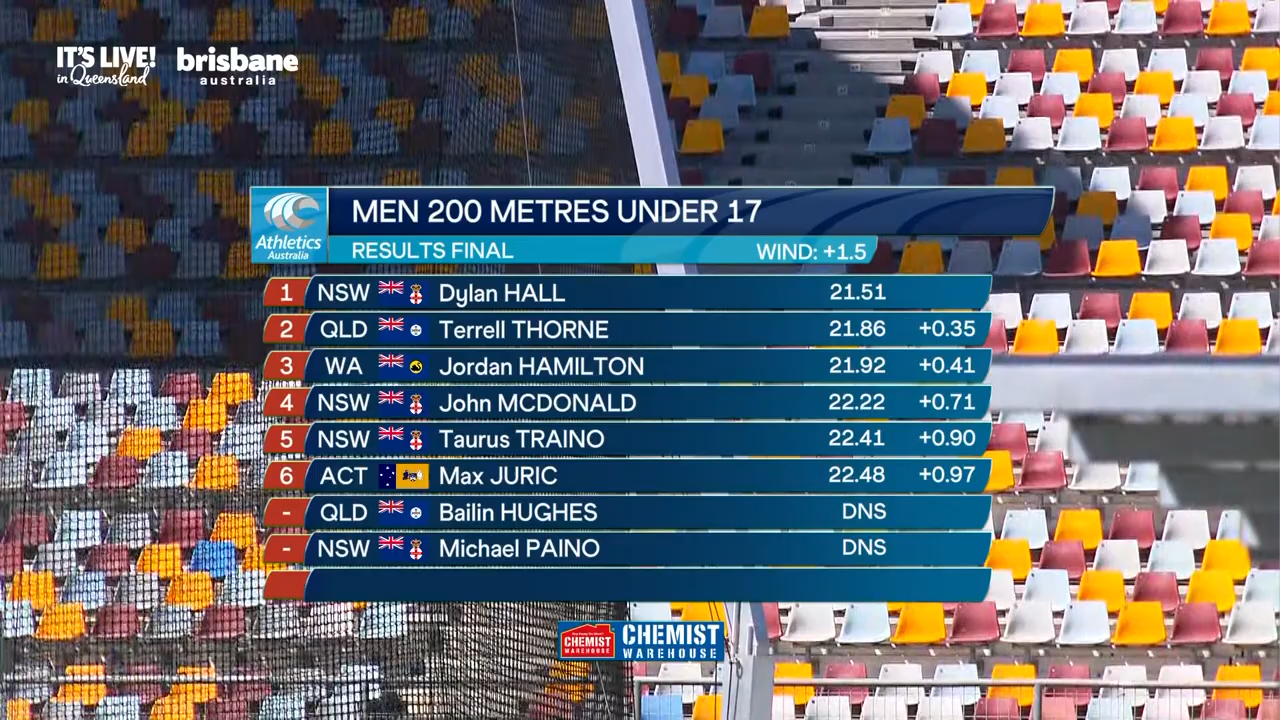 IT'S LIVE!
in Queensland
brisbane
australia
Athletics
Australia
MEN 200 METRES UNDER 17
RESULTS FINAL WIND: +1.5
1 NSW Dylan HALL 21.51
2 QLD Terrell THORNE 21.86 +0.35
3 WA Jordan HAMILTON 21.92 +0.41
4 NSW John MCDONALD 22.22 +0.71
5 NSW Taurus TRAINO 22.41 +0.90
6 ACT Max JURIC 22.48 +0.97
- QLD Bailin HUGHES DNS
- NSW Michael PAINO DNS
CHEMIST
WAREHOUSE
CHEMIST
WAREHOUSE